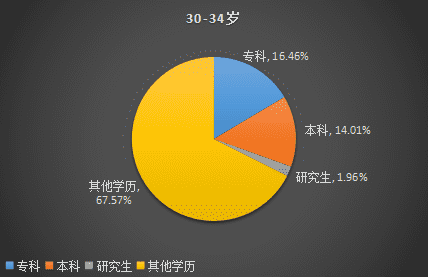 30-34岁
专科, 16.46%
本科, 14.01%
研究生, 1.96%
其他学历,
67.57%
专科 本科 研究生 其他学历